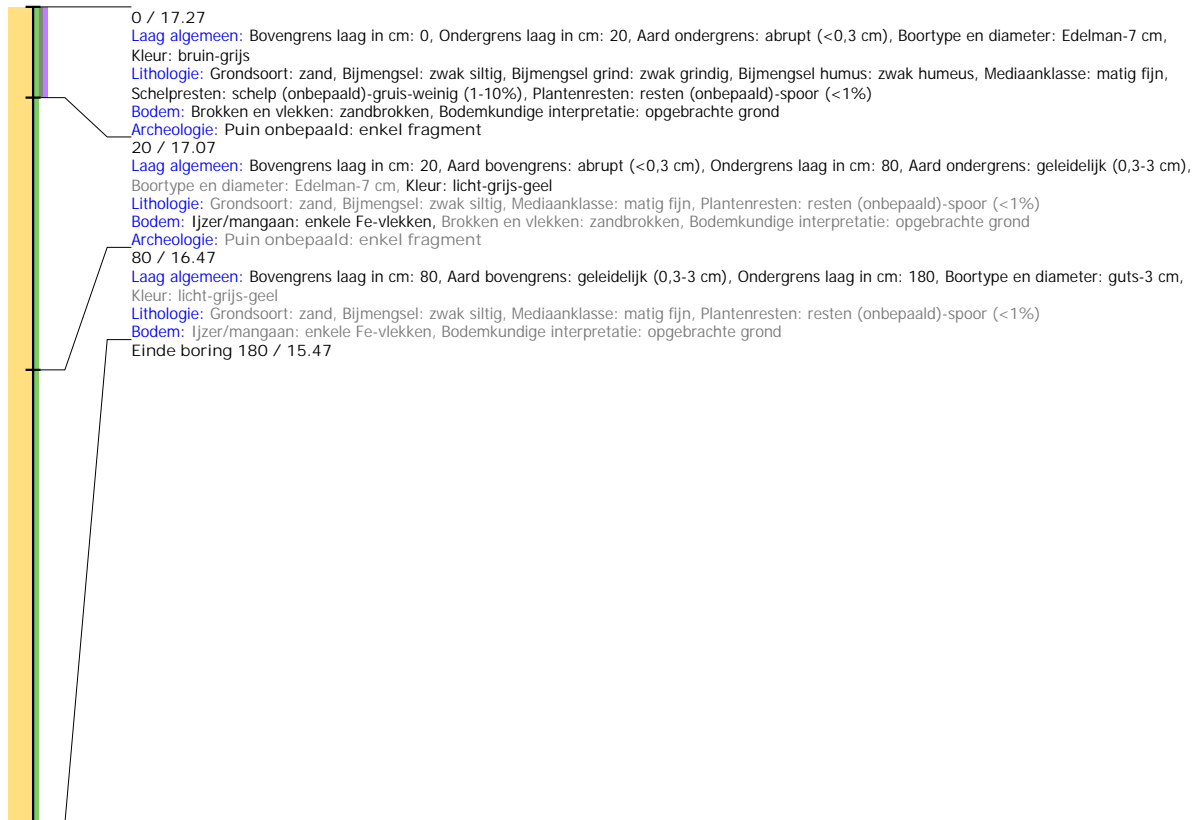 0 / 17.27
Laag algemeen: Bovengrens laag in cm: 0, Ondergrens laag in cm: 20, Aard ondergrens: abrupt (<0,3 cm), Boortype en diameter: Edelman-7 cm,
Kleur: bruin-grijs
Lithologie: Grondsoort: zand, Bijmengsel: zwak siltig, Bijmengsel grind: zwak grindig, Bijmengsel humus: zwak humeus, Mediaanklasse: matig fijn,
Schelpresten: schelp (onbepaald)-gruis-weinig (1-10%), Plantenresten: resten (onbepaald)-spoor (<1%)
Bodem: Brokken en vlekken: zandbrokken, Bodemkundige interpretatie: opgebrachte grond
Archeologie: Puin onbepaald: enkel fragment
20 / 17.07
Laag algemeen: Bovengrens laag in cm: 20, Aard bovengrens: abrupt (<0,3 cm), Ondergrens laag in cm: 80, Aard ondergrens: geleidelijk (0,3-3 cm),
Boortype en diameter: Edelman-7 cm, Kleur: licht-grijs-geel
Lithologie: Grondsoort: zand, Bijmengsel: zwak siltig, Mediaanklasse: matig fijn, Plantenresten: resten (onbepaald)-spoor (<1%)
Bodem: Ijzer/mangaan: enkele Fe-vlekken, Brokken en vlekken: zandbrokken, Bodemkundige interpretatie: opgebrachte grond
Archeologie: Puin onbepaald: enkel fragment
80 / 16.47
Laag algemeen: Bovengrens laag in cm: 80, Aard bovengrens: geleidelijk (0,3-3 cm), Ondergrens laag in cm: 180, Boortype en diameter: guts-3 cm,
Kleur: licht-grijs-geel
Lithologie: Grondsoort: zand, Bijmengsel: zwak siltig, Mediaanklasse: matig fijn, Plantenresten: resten (onbepaald)-spoor (<1%)
Bodem: Ijzer/mangaan: enkele Fe-vlekken, Bodemkundige interpretatie: opgebrachte grond
Einde boring 180 / 15.47